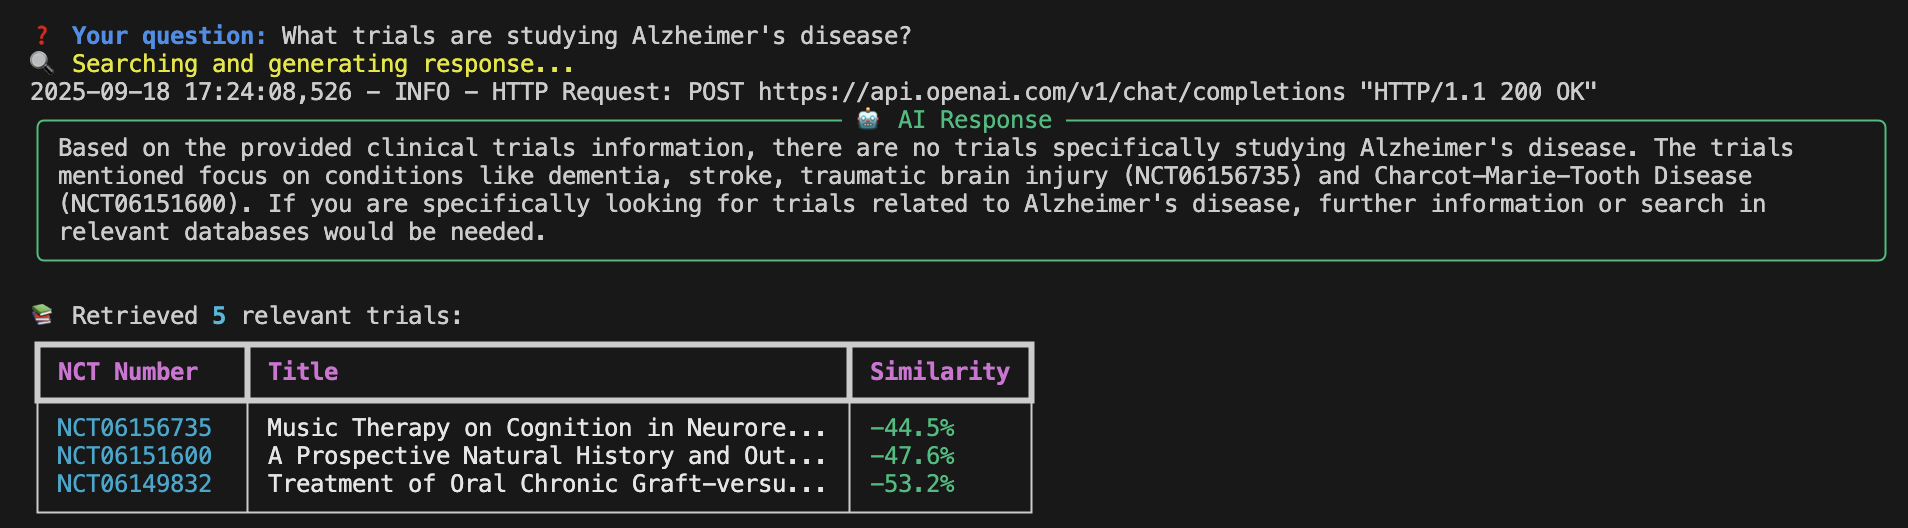 ❓ Your question: What trials are studying Alzheimer's disease?
🔍 Searching and generating response...
2025-09-18 17:24:08,526 - INFO - HTTP Request: POST https://api.openai.com/v1/chat/completions "HTTP/1.1 200 OK"
🤖 AI Response
Based on the provided clinical trials information, there are no trials specifically studying Alzheimer's disease. The trials
mentioned focus on conditions like dementia, stroke, traumatic brain injury (NCT06156735) and Charcot-Marie-Tooth Disease
(NCT06151600). If you are specifically looking for trials related to Alzheimer's disease, further information or search in
relevant databases would be needed.
📚 Retrieved 5 relevant trials:
NCT Number Title Similarity
NCT06156735 Music Therapy on Cognition in Neurore... -44.5%
NCT06151600 A Prospective Natural History and Out... -47.6%
NCT06149832 Treatment of Oral Chronic Graft-versu... -53.2%